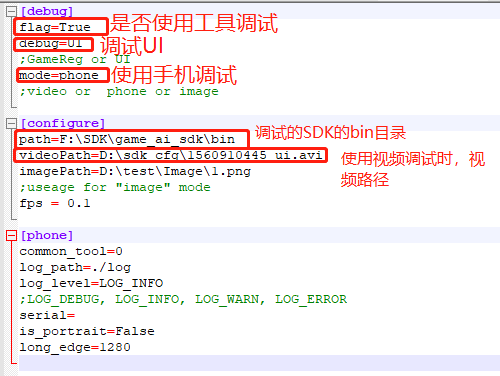 [debug]
flag=True 是否使用工具调试
debug=UI 调试UI
;GameReg or UI
mode=phone 使用手机调试
;video or  phone or image
[configure]
path=F:\SDK\game_ai_sdk\bin 调试的SDK的bin目录
videoPath=D:\sdk_cfg\1560910445_ui.avi 使用视频调试时，视
imagePath=D:\test\Image\1.png 频路径
;useage for "image" mode
fps = 0.1
[phone]
common_tool=0
log_path=./log
log_level=LOG_INFO
;LOG_DEBUG, LOG_INFO, LOG_WARN, LOG_ERROR
serial=
is_portrait=False
long_edge=1280